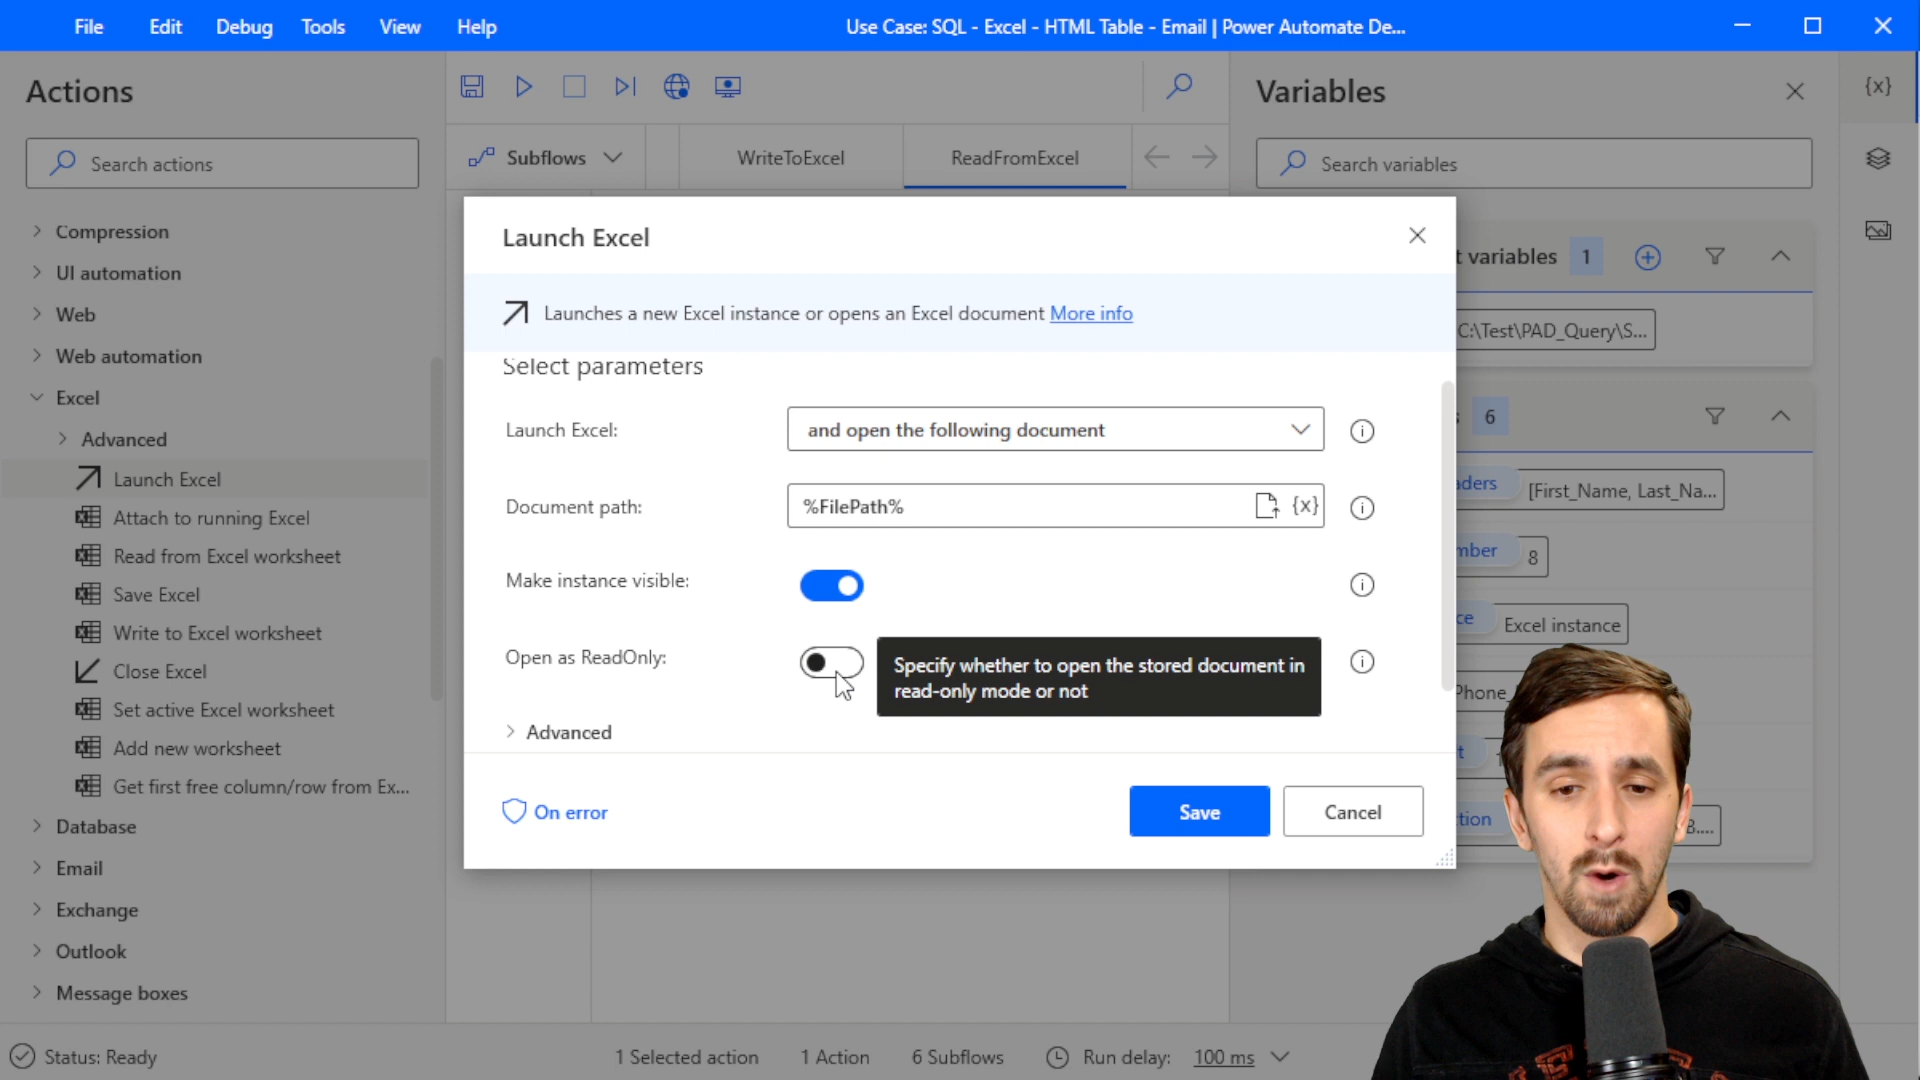 File Edit Debug Tools View Help
Use Case: SQL - Excel - HTML Table - Email | Power Automate De...
Actions
Search actions
Compression
UI automation
Web
Web automation
Excel
Advanced
Launch Excel
Attach to running Excel
Read from Excel worksheet
Save Excel
Write to Excel worksheet
Close Excel
Set active Excel worksheet
Add new worksheet
Get first free column/row from Ex...
Database
Email
Exchange
Outlook
Message boxes
Subflows
WriteToExcel
ReadFromExcel
Launch Excel
Launches a new Excel instance or opens an Excel document More info
Select parameters
Launch Excel:
and open the following document
Document path:
%FilePath%
{x}
Make instance visible:
Open as ReadOnly:
Specify whether to open the stored document in
read-only mode or not
Advanced
On error
Save
Cancel
Variables
{x}
Search variables
t variables 1
C:\Test\PAD_Query\S...
6
aders [First_Name, Last_Na...
mber 8
ce Excel instance
Phone_
t
tion B....
Status: Ready
1 Selected action
1 Action
6 Subflows
Run delay: 100 ms